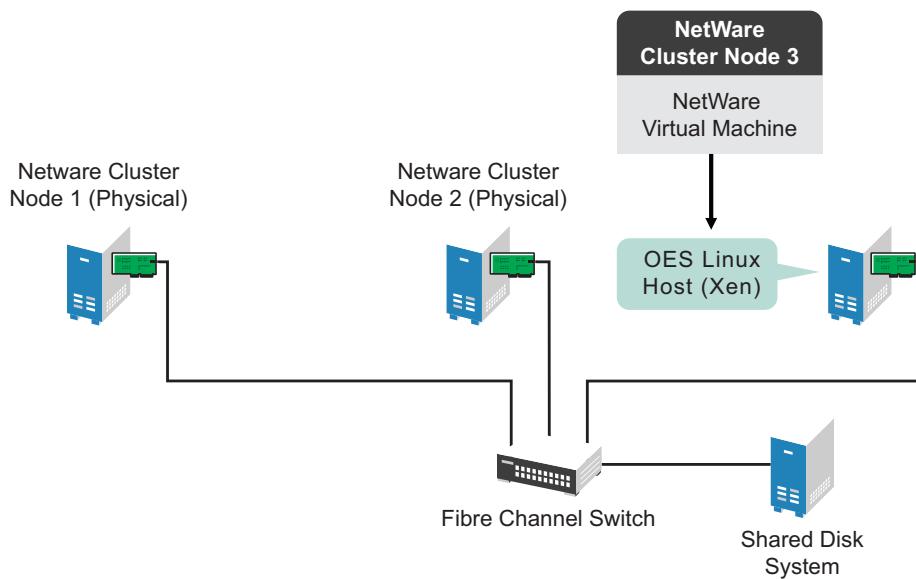 NetWare
Cluster Node 3
NetWare
Virtual Machine
Netware Cluster
Node 1 (Physical)
Netware Cluster
Node 2 (Physical)
OES Linux
Host (Xen)
Fibre Channel Switch
Shared Disk
System